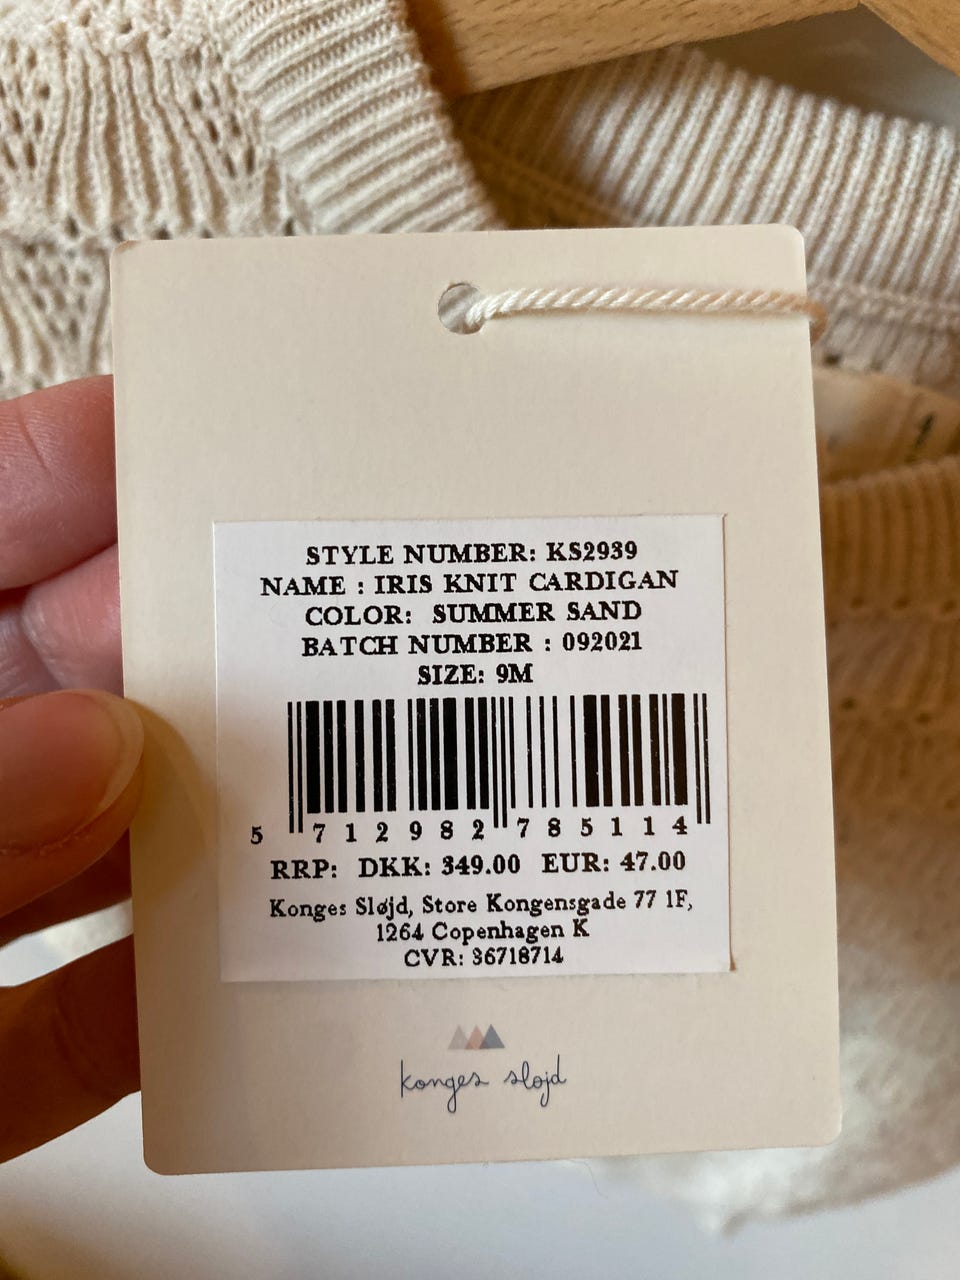 STYLE NUMBER: KS2939
NAME : IRIS KNIT CARDIGAN
COLOR: SUMMER SAND
BATCH NUMBER : 092021
SIZE: 9M
5 712982 785114
RRP: DKK: 349.00 EUR: 47.00
Konges Sløjd, Store Kongensgade 77 1F,
1264 Copenhagen K
CVR: 36718714
konges sløjd